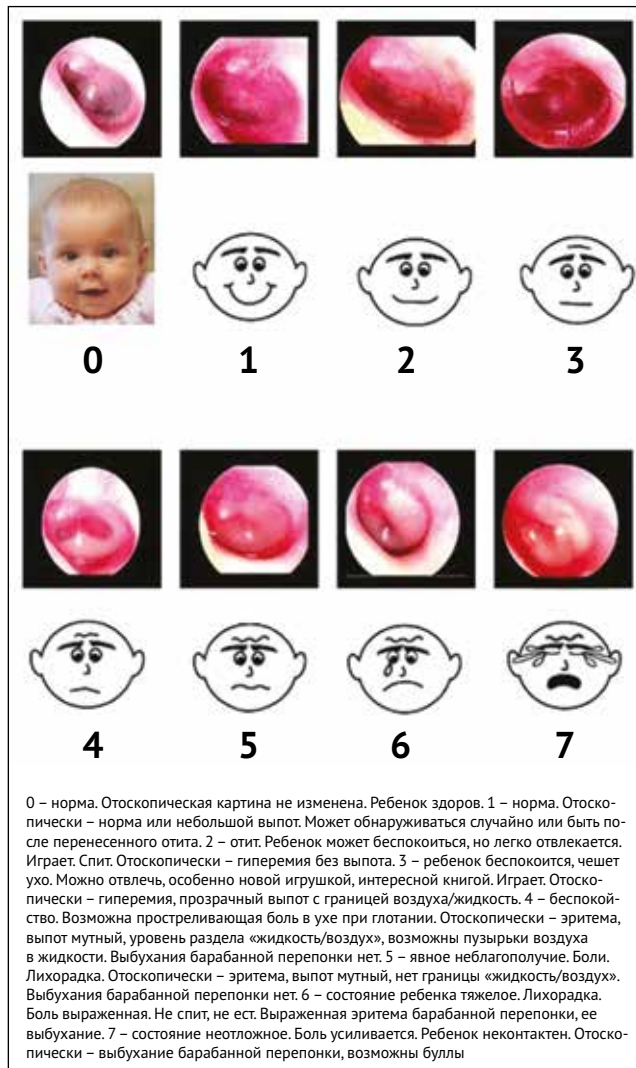 0
1
2
3
4
5
6
7
0 – норма. Отоскопическая картина не изменена. Ребенок здоров. 1 – норма. Отоско-
пически – норма или небольшой выпот. Может обнаруживаться случайно или быть по-
сле перенесенного отита. 2 – отит. Ребенок может беспокоиться, но легко отвлекается.
Играет. Спит. Отоскопически – гиперемия без выпота. 3 – ребенок беспокоится, чешет
ухо. Можно отвлечь, особенно новой игрушкой, интересной книгой. Играет. Отоско-
пически – гиперемия, прозрачный выпот с границей воздуха/жидкость. 4 – беспокой-
ство. Возможна простреливающая боль в ухе при глотании. Отоскопически – эритема,
выпот мутный, уровень раздела «жидкость/воздух», возможны пузырьки воздуха
в жидкости. Выбухания барабанной перепонки нет. 5 – явное неблагополучие. Боли.
Лихорадка. Отоскопически – эритема, выпот мутный, нет границы «жидкость/воздух».
Выбухания барабанной перепонки нет. 6 – состояние ребенка тяжелое. Лихорадка.
Боль выраженная. Не спит, не ест. Выраженная эритема барабанной перепонки, ее
выбухание. 7 – состояние неотложное. Боль усиливается. Ребенок неконтактен. Отоско-
пически – выбухание барабанной перепонки, возможны буллы